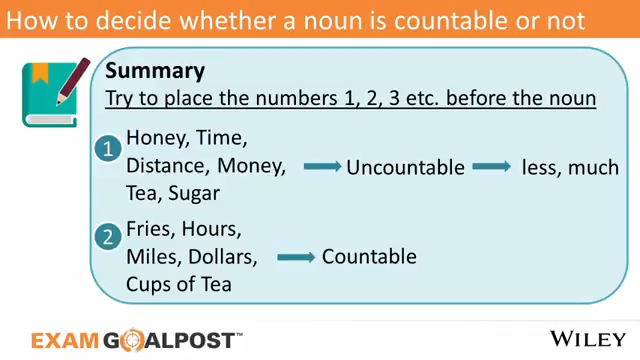 How to decide whether a noun is countable or not
Summary
Try to place the numbers 1, 2, 3 etc. before the noun
1
Honey, Time,
Distance, Money,
Tea, Sugar
Uncountable
less, much
2
Fries, Hours,
Miles, Dollars,
Cups of Tea
Countable
EXAM GOALPOST™
WILEY